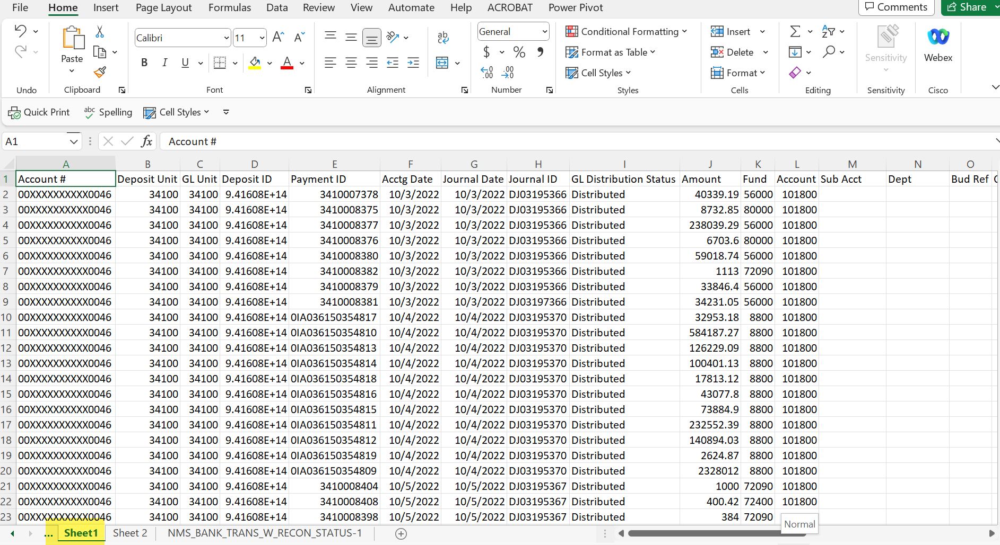 File Home Insert Page Layout Formulas Data Review View Automate Help ACROBAT Power Pivot Comments Share
Calibri 11 General Conditional Formatting Insert
Paste Format as Table Delete Sensitivity Webex
B I U Cell Styles Format
Undo Clipboard Font Alignment Number Styles Cells Editing Sensitivity Cisco
Quick Print Spelling Cell Styles
A1 fx Account #
A B C D E F G H I J K L M N O
1 Account # Deposit Unit GL Unit Deposit ID Payment ID Acctg Date Journal Date Journal ID GL Distribution Status Amount Fund Account Sub Acct Dept Bud Ref
2 00XXXXXXXXXX0046 34100 34100 9.41608E+14 3410007378 10/3/2022 10/3/2022 DJ03195366 Distributed 40339.19 56000 101800
3 00XXXXXXXXXX0046 34100 34100 9.41608E+14 3410008375 10/3/2022 10/3/2022 DJ03195366 Distributed 8732.85 80000 101800
4 00XXXXXXXXXX0046 34100 34100 9.41608E+14 3410008377 10/3/2022 10/3/2022 DJ03195366 Distributed 238039.29 56000 101800
5 00XXXXXXXXXX0046 34100 34100 9.41608E+14 3410008376 10/3/2022 10/3/2022 DJ03195366 Distributed 6703.6 80000 101800
6 00XXXXXXXXXX0046 34100 34100 9.41608E+14 3410008380 10/3/2022 10/3/2022 DJ03195366 Distributed 59018.74 56000 101800
7 00XXXXXXXXXX0046 34100 34100 9.41608E+14 3410008382 10/3/2022 10/3/2022 DJ03195366 Distributed 1113 72090 101800
8 00XXXXXXXXXX0046 34100 34100 9.41608E+14 3410008379 10/3/2022 10/3/2022 DJ03195366 Distributed 33846.4 56000 101800
9 00XXXXXXXXXX0046 34100 34100 9.41608E+14 3410008381 10/3/2022 10/3/2022 DJ03197366 Distributed 34231.05 56000 101800
10 00XXXXXXXXXX0046 34100 34100 9.41608E+14 0IA036150354817 10/4/2022 10/4/2022 DJ03195370 Distributed 32953.18 8800 101800
11 00XXXXXXXXXX0046 34100 34100 9.41608E+14 0IA036150354810 10/4/2022 10/4/2022 DJ03195370 Distributed 584187.27 8800 101800
12 00XXXXXXXXXX0046 34100 34100 9.41608E+14 0IA036150354813 10/4/2022 10/4/2022 DJ03195370 Distributed 126229.09 8800 101800
13 00XXXXXXXXXX0046 34100 34100 9.41608E+14 0IA036150354814 10/4/2022 10/4/2022 DJ03195370 Distributed 100401.13 8800 101800
14 00XXXXXXXXXX0046 34100 34100 9.41608E+14 0IA036150354818 10/4/2022 10/4/2022 DJ03195370 Distributed 17813.12 8800 101800
15 00XXXXXXXXXX0046 34100 34100 9.41608E+14 0IA036150354816 10/4/2022 10/4/2022 DJ03195370 Distributed 43077.8 8800 101800
16 00XXXXXXXXXX0046 34100 34100 9.41608E+14 0IA036150354815 10/4/2022 10/4/2022 DJ03195370 Distributed 73884.9 8800 101800
17 00XXXXXXXXXX0046 34100 34100 9.41608E+14 0IA036150354811 10/4/2022 10/4/2022 DJ03195370 Distributed 232552.39 8800 101800
18 00XXXXXXXXXX0046 34100 34100 9.41608E+14 0IA036150354812 10/4/2022 10/4/2022 DJ03195370 Distributed 140894.03 8800 101800
19 00XXXXXXXXXX0046 34100 34100 9.41608E+14 0IA036150354819 10/4/2022 10/4/2022 DJ03195370 Distributed 2624.87 8800 101800
20 00XXXXXXXXXX0046 34100 34100 9.41608E+14 0IA036150354809 10/4/2022 10/4/2022 DJ03195370 Distributed 2328012 8800 101800
21 00XXXXXXXXXX0046 34100 34100 9.41608E+14 3410008404 10/5/2022 10/5/2022 DJ03195367 Distributed 1000 72090 101800
22 00XXXXXXXXXX0046 34100 34100 9.41608E+14 3410008408 10/5/2022 10/5/2022 DJ03195367 Distributed 400.42 72400 101800
23 00XXXXXXXXXX0046 34100 34100 9.41608E+14 3410008398 10/5/2022 10/5/2022 DJ03195367 Distributed 384 72090
Normal
... Sheet1 Sheet 2 NMS_BANK_TRANS_W_RECON_STATUS-1